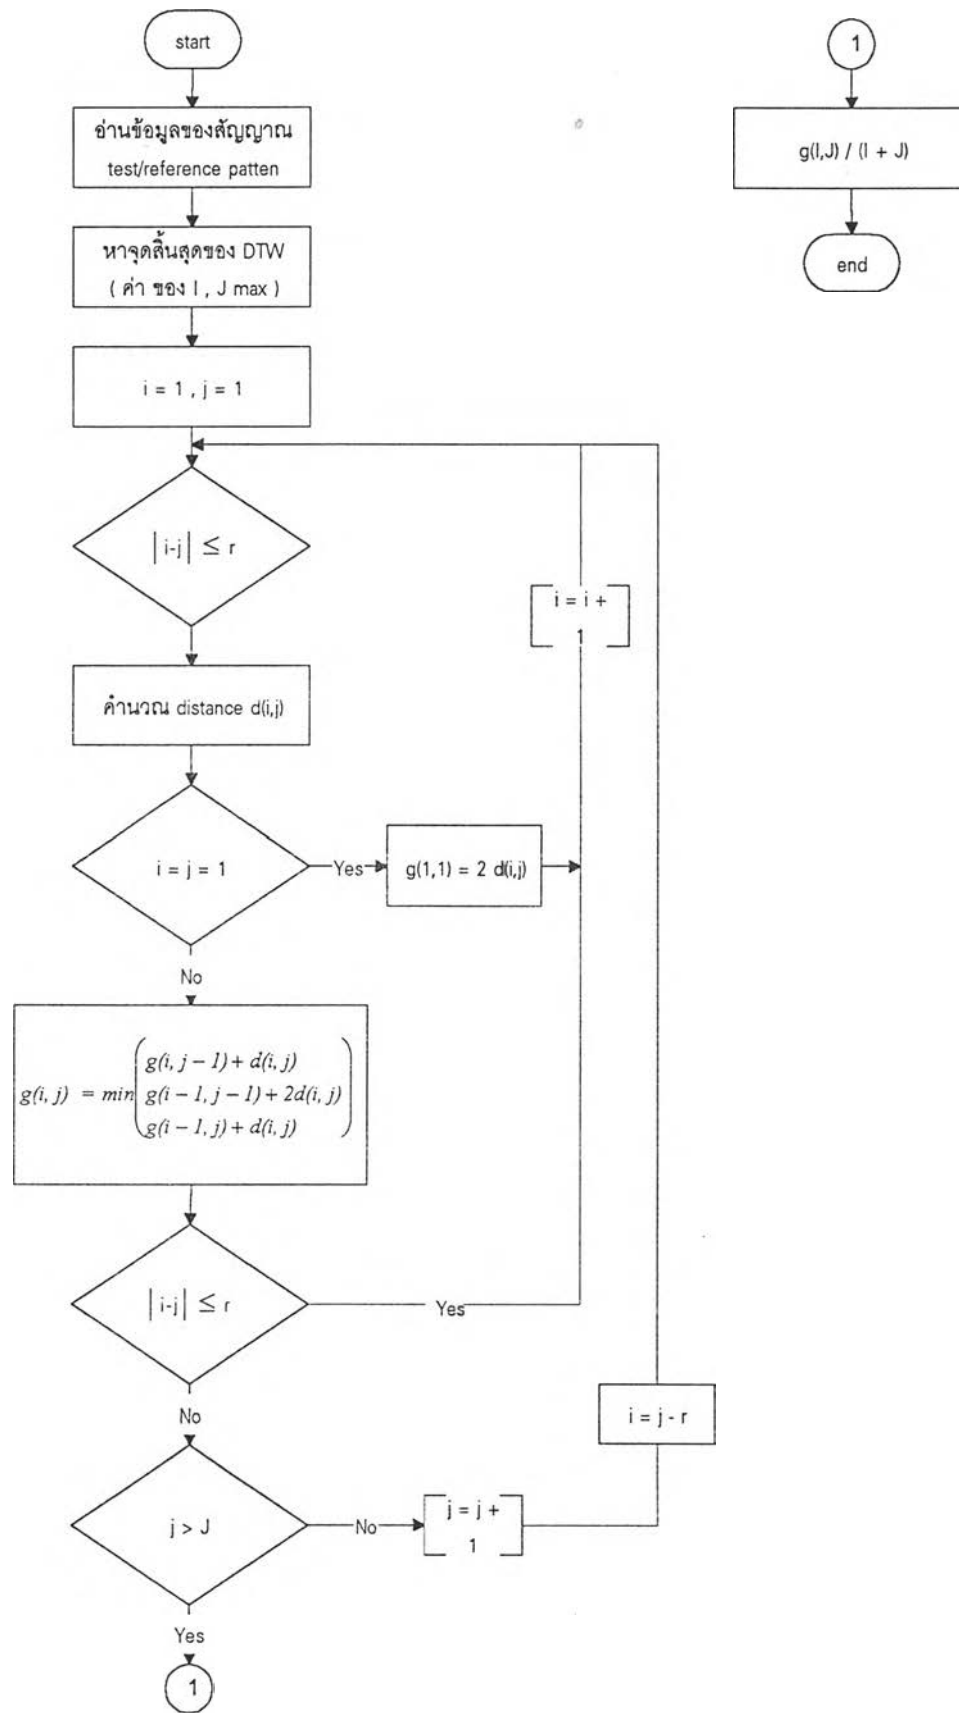 start
อ่านข้อมูลของสัญญาณ
test/reference patten
หาจุดสิ้นสุดของ DTW
( ค่า ของ I , J max )
i = 1 , j = 1
| i-j | ≤ r
คำนวณ distance d(i,j)
i = j = 1
Yes
g(1,1) = 2 d(i,j)
i = i +
1
No
g(i, j) = min
g(i, j − 1) + d(i, j)
g(i − 1, j − 1) + 2d(i, j)
g(i − 1, j) + d(i, j)
| i-j | ≤ r
Yes
No
i = j - r
j > J
No
j = j +
1
Yes
1
1
g(I,J) / (I + J)
end